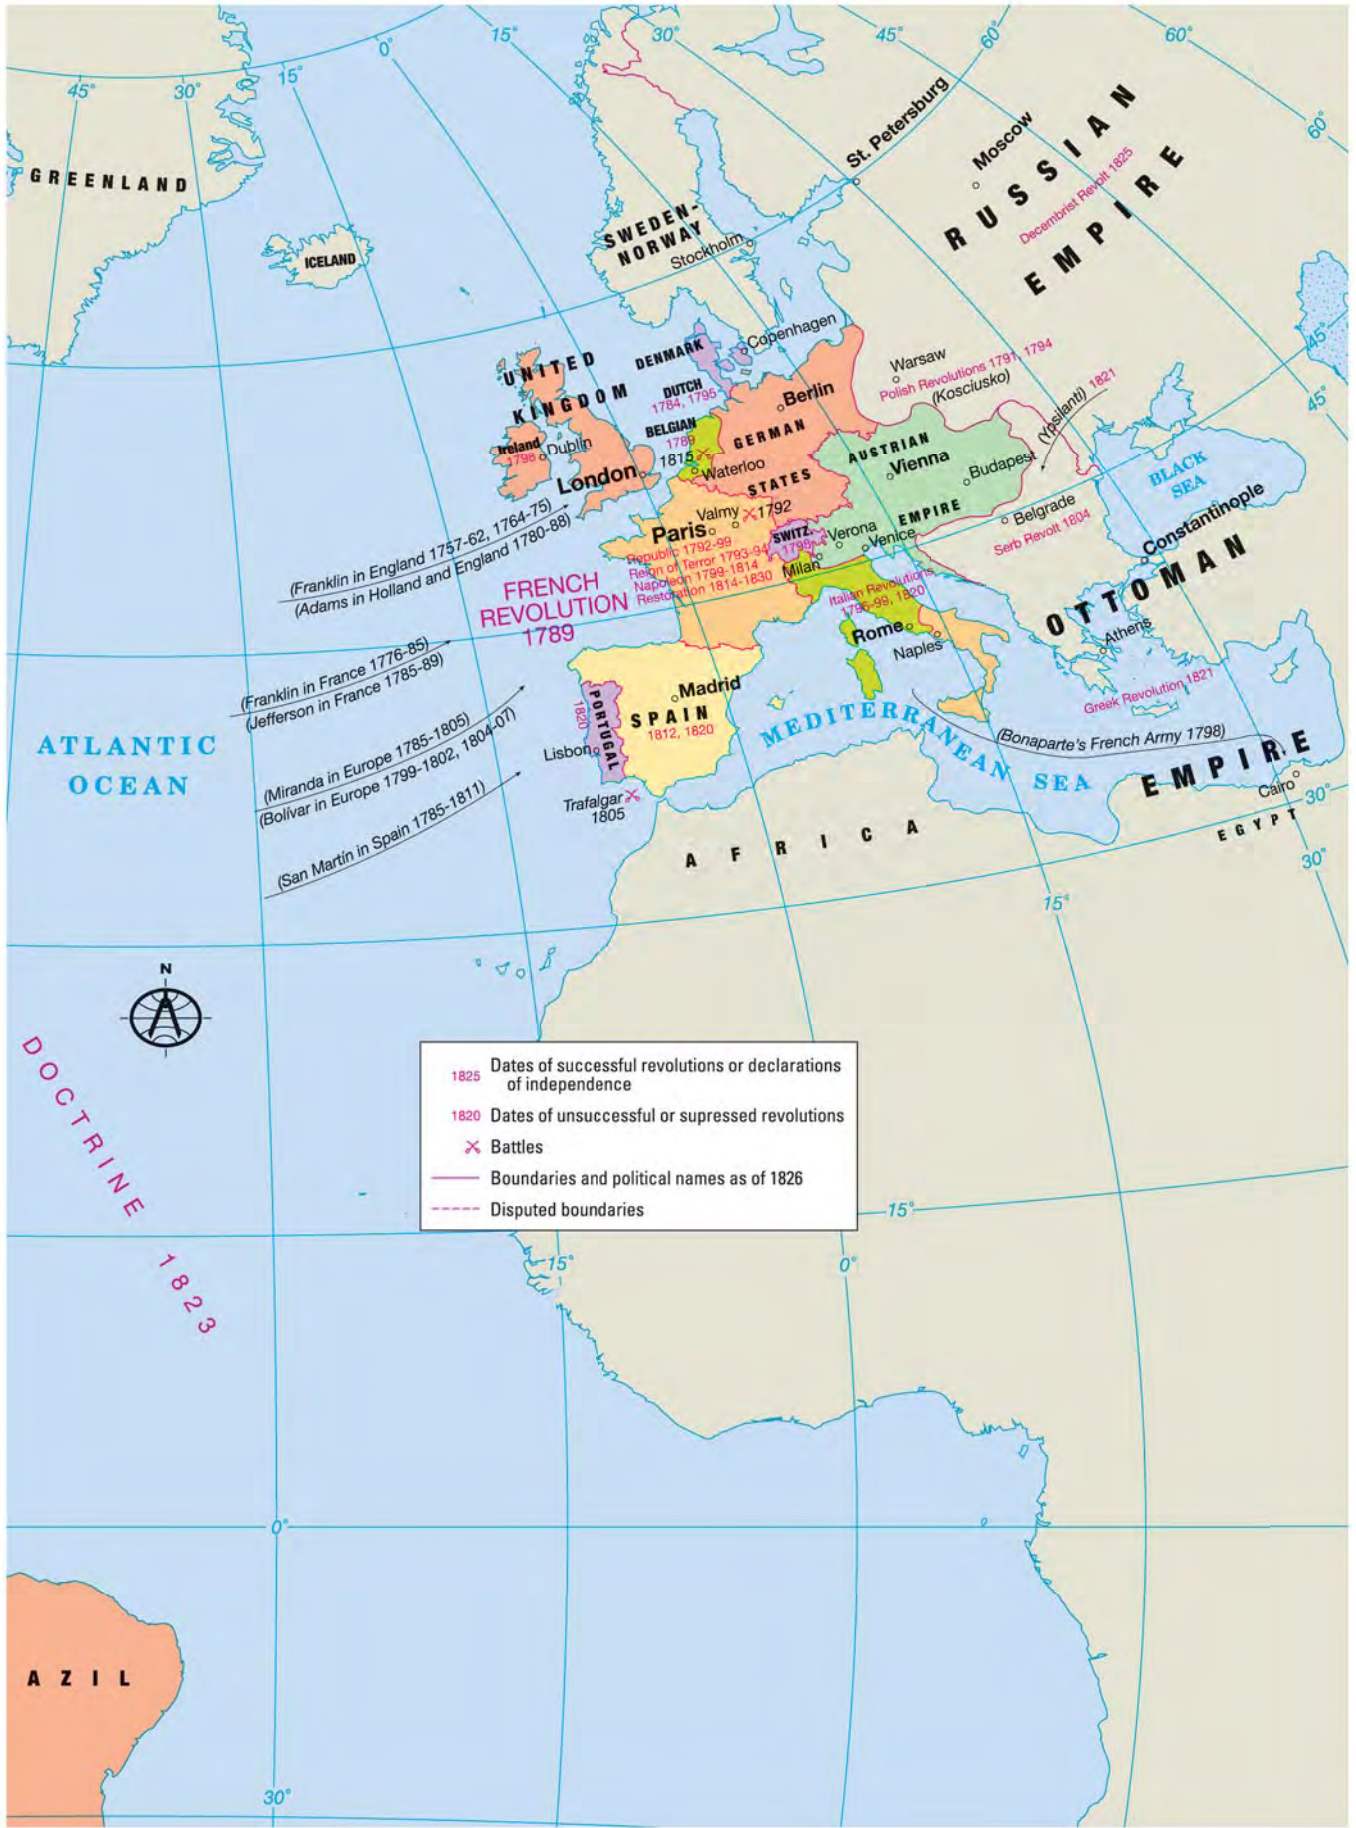 0°
15°
30°
45°
60°
60°
45°
30°
15°
60°
GREENLAND
ICELAND
St. Petersburg
Moscow
RUSSIAN
EMPIRE
Decembrist Revolt 1825
SWEDEN-
NORWAY
Stockholm
45°
45°
UNITED
KINGDOM
DENMARK
Copenhagen
DUTCH
1784, 1795
Warsaw
Polish Revolutions 1791, 1794
(Kosciusko)
(Ypsilanti) 1821
Berlin
BELGIAN
1789
1815
Waterloo
GERMAN
STATES
Ireland
1798
Dublin
London
AUSTRIAN
Vienna
Budapest
EMPIRE
BLACK
SEA
Belgrade
Serb Revolt 1804
Constantinople
Valmy
1792
Paris
Republic 1792-99
Reign of Terror 1793-94
Napoleon 1799-1814
Restoration 1814-1830
SWITZ.
1798
Verona
Venice
Milan
FRENCH
REVOLUTION
1789
Italian Revolutions
1796-99, 1820
Rome
Naples
OTTOMAN
EMPIRE
Athens
Greek Revolution 1821
(Franklin in England 1757-62, 1764-75)
(Adams in Holland and England 1780-88)
(Franklin in France 1776-85)
(Jefferson in France 1785-89)
(Miranda in Europe 1785-1805)
(Bolívar in Europe 1799-1802, 1804-07)
(San Martín in Spain 1785-1811)
PORTUGAL
1820
Lisbon
Madrid
SPAIN
1812, 1820
Trafalgar
1805
MEDITERRANEAN SEA
(Bonaparte's French Army 1798)
Cairo
EGYPT
30°
30°
15°
AFRICA
ATLANTIC
OCEAN
N
DOCTRINE 1823
1825 Dates of successful revolutions or declarations
of independence
1820 Dates of unsuccessful or supressed revolutions
Battles
Boundaries and political names as of 1826
Disputed boundaries
15°
15°
0°
0°
AZIL
30°